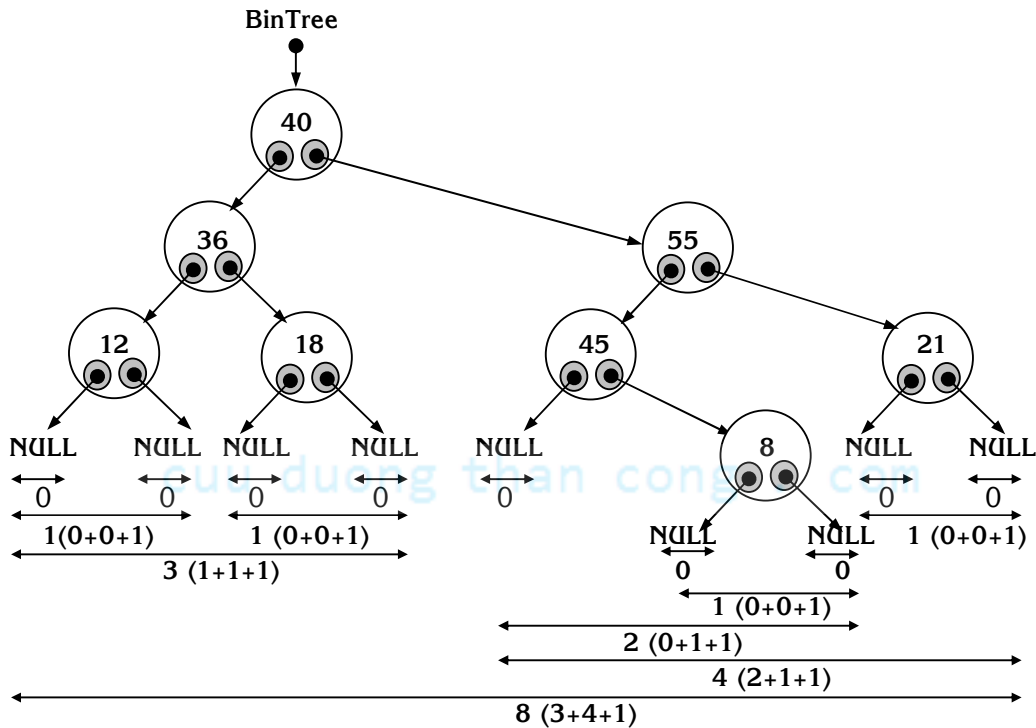 BinTree
40
36 55
12 18 45 21
NULL NULL NULL NULL NULL 8 NULL NULL
cuu duong than cong . com
0 0 0 0 0 0 0
1(0+0+1) 1 (0+0+1) NULL NULL 1 (0+0+1)
3 (1+1+1) 0 0
1 (0+0+1)
2 (0+1+1)
4 (2+1+1)
8 (3+4+1)